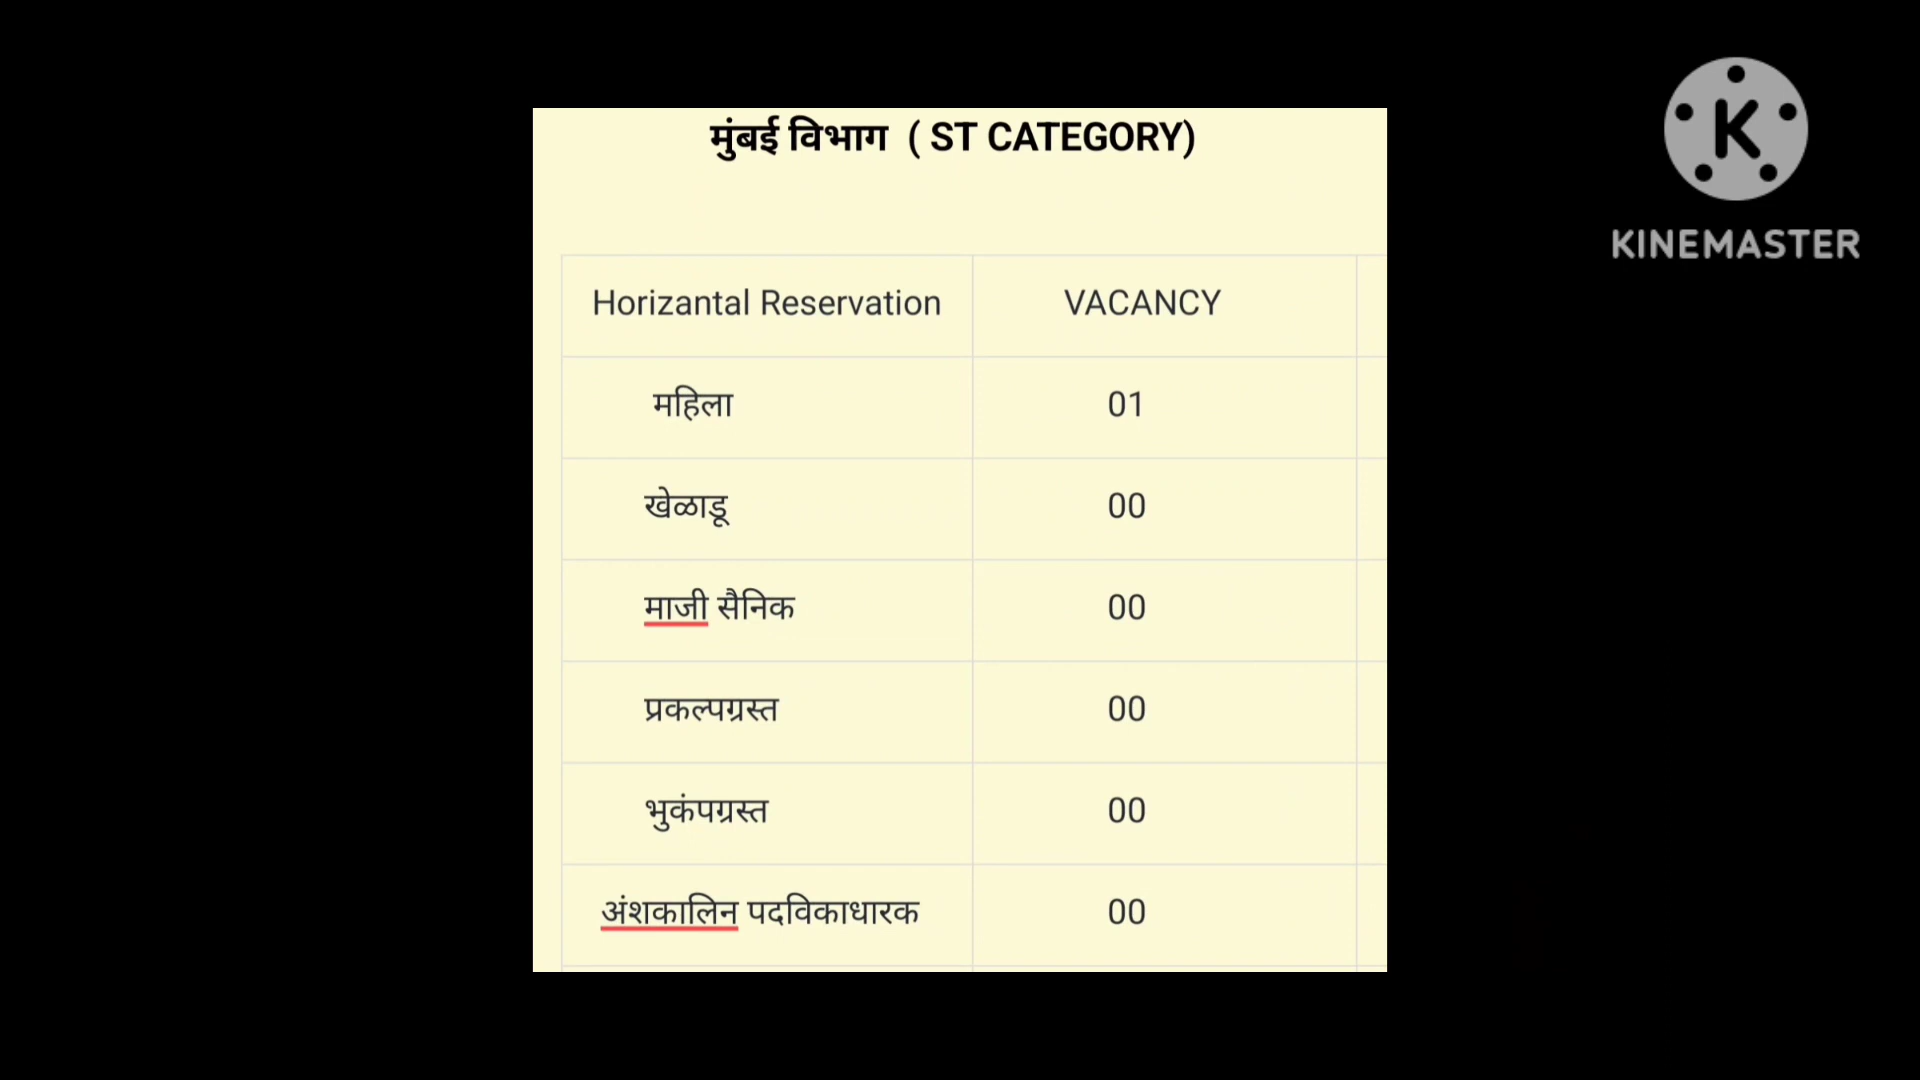 मुंबई विभाग ( ST CATEGORY)
KINEMASTER
Horizantal Reservation VACANCY
महिला 01
खेळाडू 00
माजी सैनिक 00
प्रकल्पग्रस्त 00
भुकंपग्रस्त 00
अंशकालिन पदविकाधारक 00